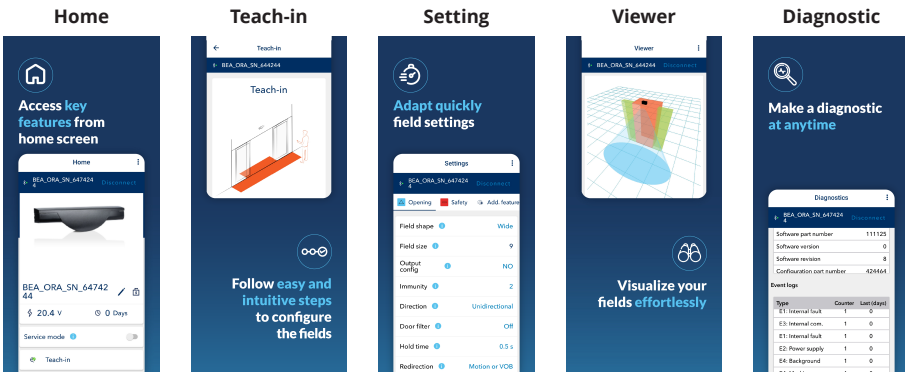 Home
Teach-in
Setting
Viewer
Diagnostic
Access key
features from
home screen
Home
BEA_ORA_SN_647424
4
Disconnect
BEA_ORA_SN_64742
44
20.4 V
0 Days
Service mode
Teach-in
Teach-in
BEA_ORA_SN_644244
Teach-in
Follow easy and
intuitive steps
to configure
the fields
Adapt quickly
field settings
Settings
BEA_ORA_SN_647424
4
Disconnect
Opening
Safety
Add. feature
Field shape
Wide
Field size
9
Output
config
NO
Immunity
2
Direction
Unidirectional
Door filter
Off
Hold time
0.5 s
Redirection
Motion or VOB
Viewer
BEA_ORA_SN_644244
Disconnect
Visualize your
fields effortlessly
Make a diagnostic
at anytime
Diagnostics
BEA_ORA_SN_647424
4
Disconnect
Software part number 111125
Software version 0
Software revision 8
Configuration part number 424464
Event logs
Type Counter Last (days)
E1: Internal fault 1 0
E3: Internal com. 1 0
E1: Internal fault 1 0
E2: Power supply 1 0
E4: Background 1 0